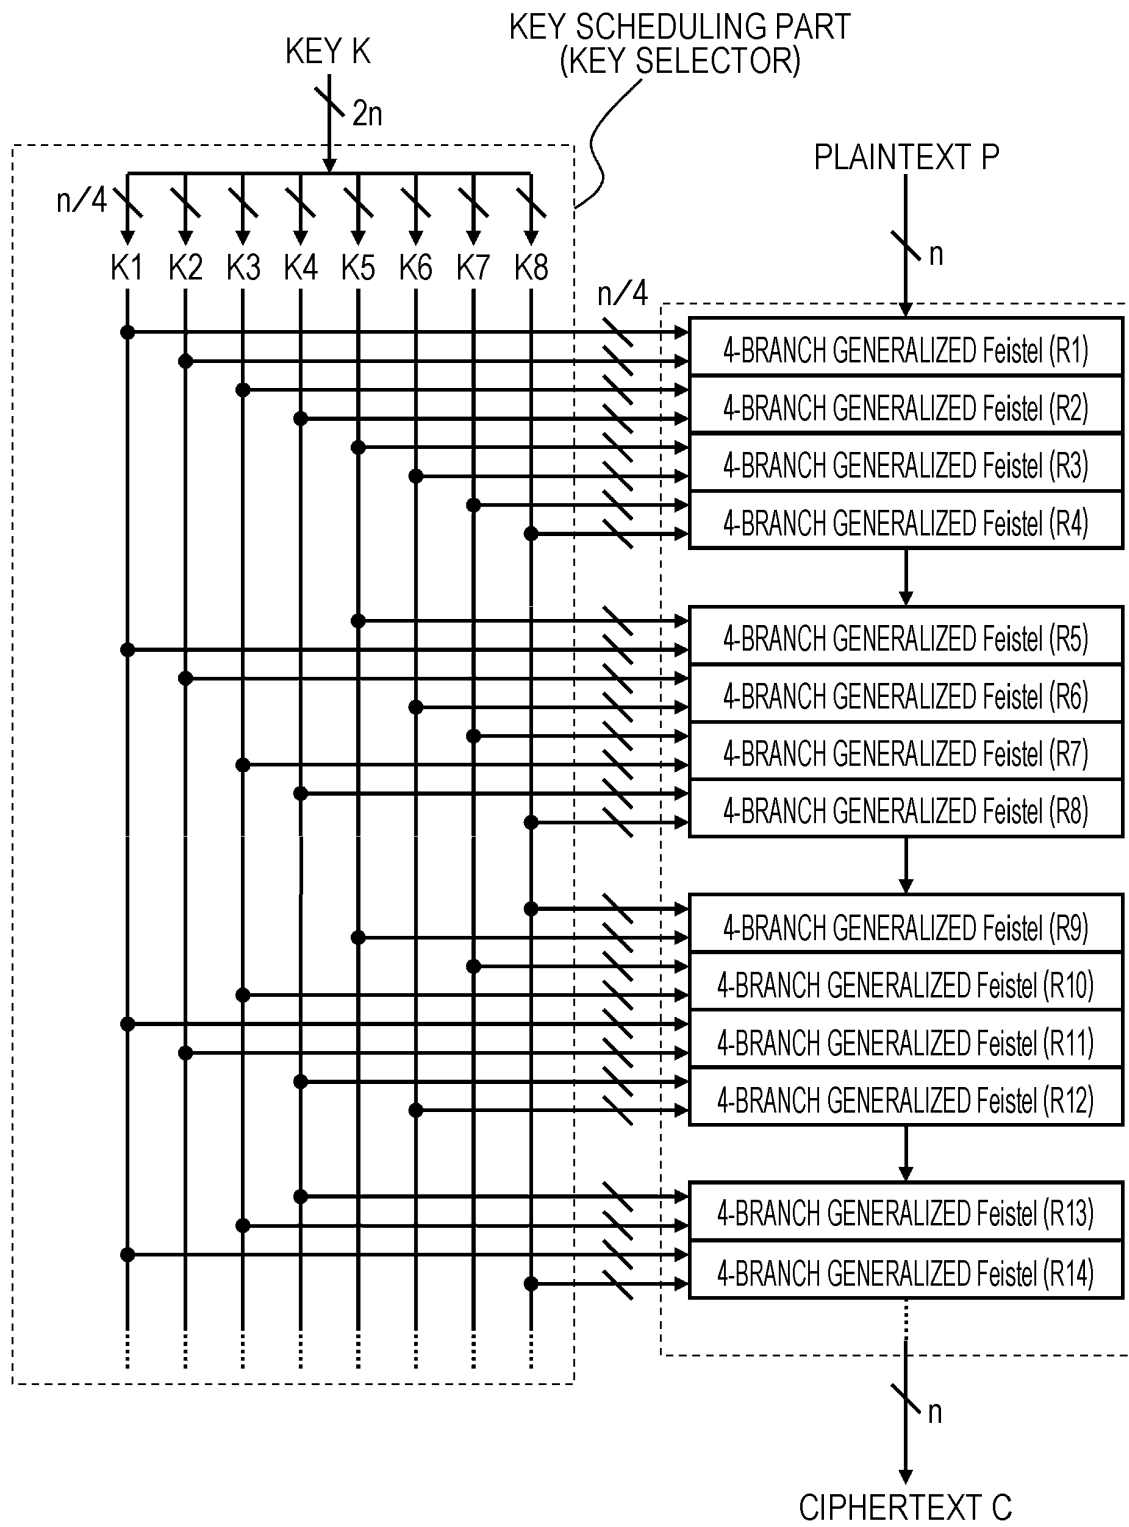 KEY SCHEDULING PART
(KEY SELECTOR)
KEY K
2n
PLAINTEXT P
n/4
n
K1 K2 K3 K4 K5 K6 K7 K8
n/4
4-BRANCH GENERALIZED Feistel (R1)
4-BRANCH GENERALIZED Feistel (R2)
4-BRANCH GENERALIZED Feistel (R3)
4-BRANCH GENERALIZED Feistel (R4)
4-BRANCH GENERALIZED Feistel (R5)
4-BRANCH GENERALIZED Feistel (R6)
4-BRANCH GENERALIZED Feistel (R7)
4-BRANCH GENERALIZED Feistel (R8)
4-BRANCH GENERALIZED Feistel (R9)
4-BRANCH GENERALIZED Feistel (R10)
4-BRANCH GENERALIZED Feistel (R11)
4-BRANCH GENERALIZED Feistel (R12)
4-BRANCH GENERALIZED Feistel (R13)
4-BRANCH GENERALIZED Feistel (R14)
n
CIPHERTEXT C